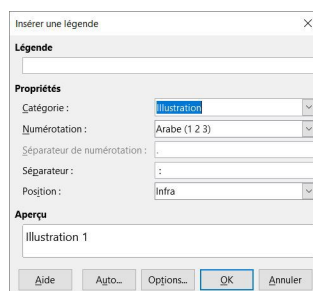 Insérer une légende
Légende
Propriétés
Catégorie : Illustration
Numérotation : Arabe (1 2 3)
Séparateur de numérotation : .
Séparateur : :
Position : Infra
Aperçu
Illustration 1
Aide Auto... Options... OK Annuler